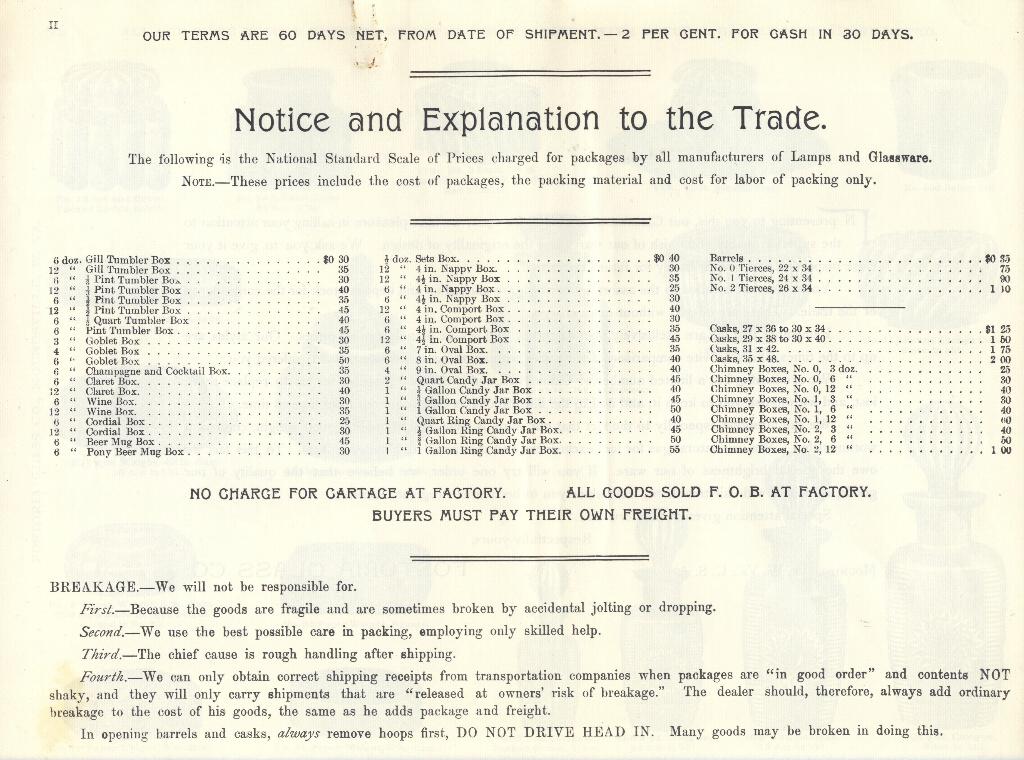 II
OUR TERMS ARE 60 DAYS NET, FROM DATE OF SHIPMENT.—2 PER CENT. FOR CASH IN 30 DAYS.
Notice and Explanation to the Trade.
The following is the National Standard Scale of Prices charged for packages by all manufacturers of Lamps and Glassware.
NOTE.—These prices include the cost of packages, the packing material and cost for labor of packing only.
6 doz. Gill Tumbler Box $0 30
12 " Gill Tumbler Box 35
6 " Pint Tumbler Box 30
12 " Pint Tumbler Box 40
6 " Pint Tumbler Box 35
12 " Pint Tumbler Box 45
6 " ½ Quart Tumbler Box 40
6 " Pint Tumbler Box 45
3 " Goblet Box 30
4 " Goblet Box 35
6 " Goblet Box 50
6 " Champagne and Cocktail Box. 35
6 " Claret Box. 30
12 " Claret Box. 40
6 " Wine Box. 30
12 " Wine Box. 35
6 " Cordial Box 25
12 " Cordial Box 30
6 " Beer Mug Box 45
6 " Pony Beer Mug Box 30
½ doz. Sets Box. $0 40
12 " 4 in. Nappy Box. 30
12 " 4½ in. Nappy Box 35
6 " 4 in. Nappy Box 25
6 " 4½ in. Nappy Box 30
12 " 4 in. Comport Box 40
6 " 4 in. Comport Box 30
6 " 4½ in. Comport Box 35
12 " 4½ in. Comport Box 45
6 " 7 in. Oval Box. 35
6 " 8 in. Oval Box. 40
4 " 9 in. Oval Box. 40
2 " Quart Candy Jar Box 45
1 " ½ Gallon Candy Jar Box 40
1 " Gallon Candy Jar Box 45
1 " 1 Gallon Candy Jar Box 50
1 " Quart Ring Candy Jar Box 40
1 " ½ Gallon Ring Candy Jar Box. 45
1 " Gallon Ring Candy Jar Box 50
1 " 1 Gallon Ring Candy Jar Box. 55
Barrels $0 35
No. 0 Tierces, 22 x 34 75
No. 1 Tierces, 24 x 34 90
No. 2 Tierces, 26 x 34 1 10
Casks, 27 x 36 to 30 x 34 $1 25
Casks, 29 x 38 to 30 x 40 1 50
Casks, 31 x 42. 1 75
Casks, 35 x 48. 2 00
Chimney Boxes, No. 0, 3 doz. 25
Chimney Boxes, No. 0, 6 " 30
Chimney Boxes, No. 0, 12 " 40
Chimney Boxes, No. 1, 3 " 30
Chimney Boxes, No. 1, 6 " 40
Chimney Boxes, No. 1, 12 " 60
Chimney Boxes, No. 2, 3 " 40
Chimney Boxes, No. 2, 6 " 50
Chimney Boxes, No. 2, 12 " 1 00
NO CHARGE FOR CARTAGE AT FACTORY. ALL GOODS SOLD F. O. B. AT FACTORY.
BUYERS MUST PAY THEIR OWN FREIGHT.
BREAKAGE.—We will not be responsible for.
First.—Because the goods are fragile and are sometimes broken by accidental jolting or dropping.
Second.—We use the best possible care in packing, employing only skilled help.
Third.—The chief cause is rough handling after shipping.
Fourth.—We can only obtain correct shipping receipts from transportation companies when packages are "in good order" and contents NOT
shaky, and they will only carry shipments that are "released at owners' risk of breakage." The dealer should, therefore, always add ordinary
breakage to the cost of his goods, the same as he adds package and freight.
In opening barrels and casks, always remove hoops first, DO NOT DRIVE HEAD IN. Many goods may be broken in doing this.